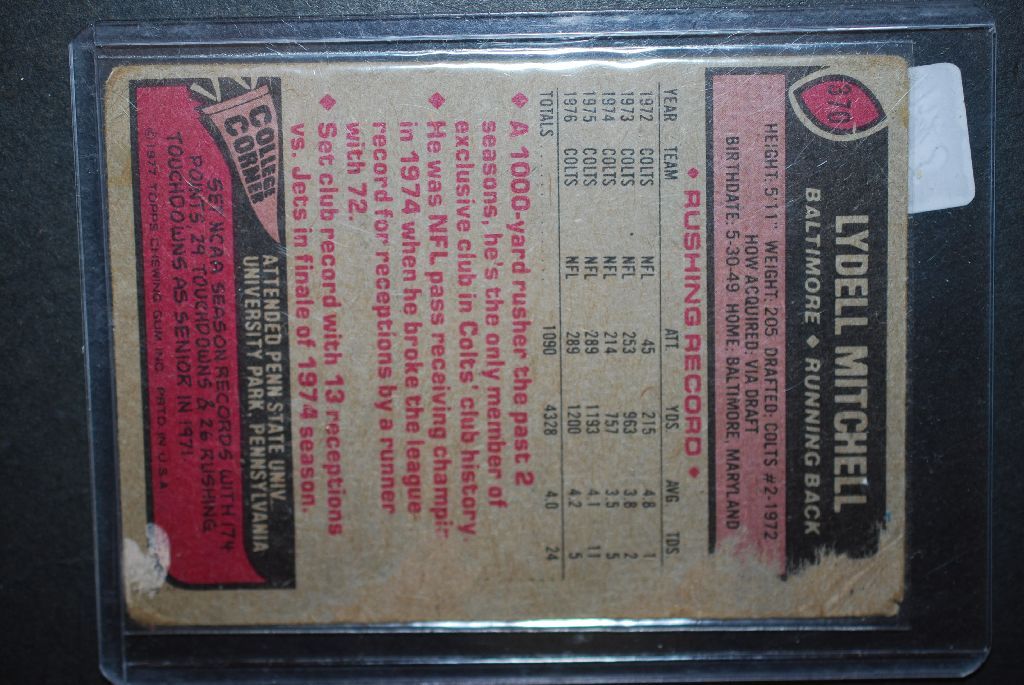 370
LYDELL MITCHELL
BALTIMORE ◆ RUNNING BACK
HEIGHT: 5'11" WEIGHT: 205 DRAFTED: COLTS #2-1972
HOW ACQUIRED: VIA DRAFT
BIRTHDATE: 5-30-49 HOME: BALTIMORE, MARYLAND
◆ RUSHING RECORD ◆
YEAR TEAM ATT. YDS. AVG. TDS.
1972 COLTS NFL 45 215 4.8 1
1973 COLTS NFL 253 963 3.8 2
1974 COLTS NFL 214 757 3.5 5
1975 COLTS NFL 289 1193 4.1 11
1976 COLTS NFL 289 1200 4.2 5
TOTALS 1090 4328 4.0 24
◆ A 1000-yard rusher the past 2
seasons, he's the only member of
exclusive club in Colts' club history.
◆ He was NFL pass receiving champi-
in 1974 when he broke the league
record for receptions by a runner
with 72.
◆ Set club record with 13 receptions
vs. Jets in finale of 1974 season.
COLLEGE
CORNER
ATTENDED PENN STATE UNIV.
UNIVERSITY PARK, PENNSYLVANIA
SET NCAA SEASON RECORDS WITH 174
POINTS, 29 TOUCHDOWNS & 26 RUSHING
TOUCHDOWNS AS SENIOR IN 1971.
©1977 TOPPS CHEWING GUM, INC. PRTD. IN U.S.A.